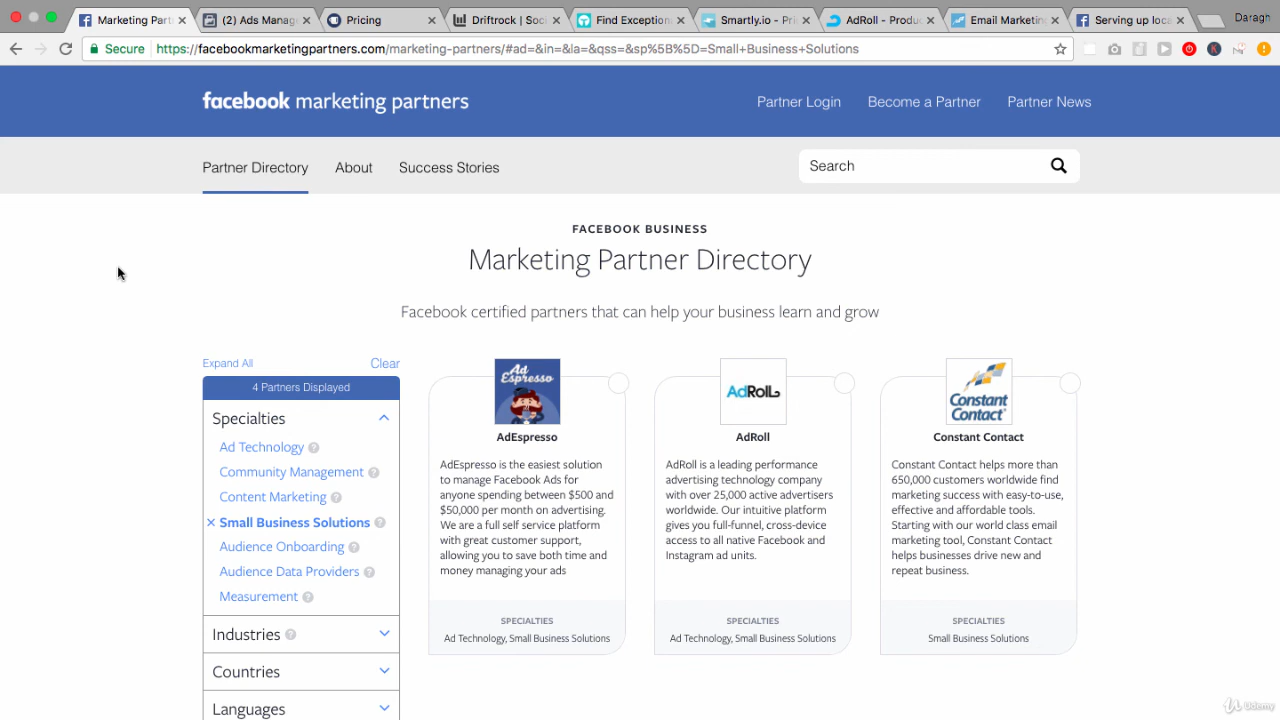 Marketing Part
(2) Ads Manage
Pricing
Driftrock | Soci
Find Exception
Smartly.io - Pri
AdRoll - Produc
Email Marketing
Serving up loca
Daragh
Secure
https://facebookmarketingpartners.com/marketing-partners/#ad=&in=&la=&qss=&sp%5B%5D=Small+Business+Solutions
facebook marketing partners
Partner Login
Become a Partner
Partner News
Partner Directory
About
Success Stories
Search
FACEBOOK BUSINESS
Marketing Partner Directory
Facebook certified partners that can help your business learn and grow
Expand All
Clear
4 Partners Displayed
Specialties
Ad Technology ?
Community Management ?
Content Marketing ?
× Small Business Solutions ?
Audience Onboarding ?
Audience Data Providers ?
Measurement ?
Industries ?
Countries
Languages
Ad Espresso
AdEspresso
AdEspresso is the easiest solution
to manage Facebook Ads for
anyone spending between $500 and
$50,000 per month on advertising.
We are a full self service platform
with great customer support,
allowing you to save both time and
money managing your ads
SPECIALTIES
Ad Technology, Small Business Solutions
AdRoll
AdRoll
AdRoll is a leading performance
advertising technology company
with over 25,000 active advertisers
worldwide. Our intuitive platform
gives you full-funnel, cross-device
access to all native Facebook and
Instagram ad units.
SPECIALTIES
Ad Technology, Small Business Solutions
Constant Contact
Constant Contact
Constant Contact helps more than
650,000 customers worldwide find
marketing success with easy-to-use,
effective and affordable tools.
Starting with our world class email
marketing tool, Constant Contact
helps businesses drive new and
repeat business.
SPECIALTIES
Small Business Solutions
Udemy